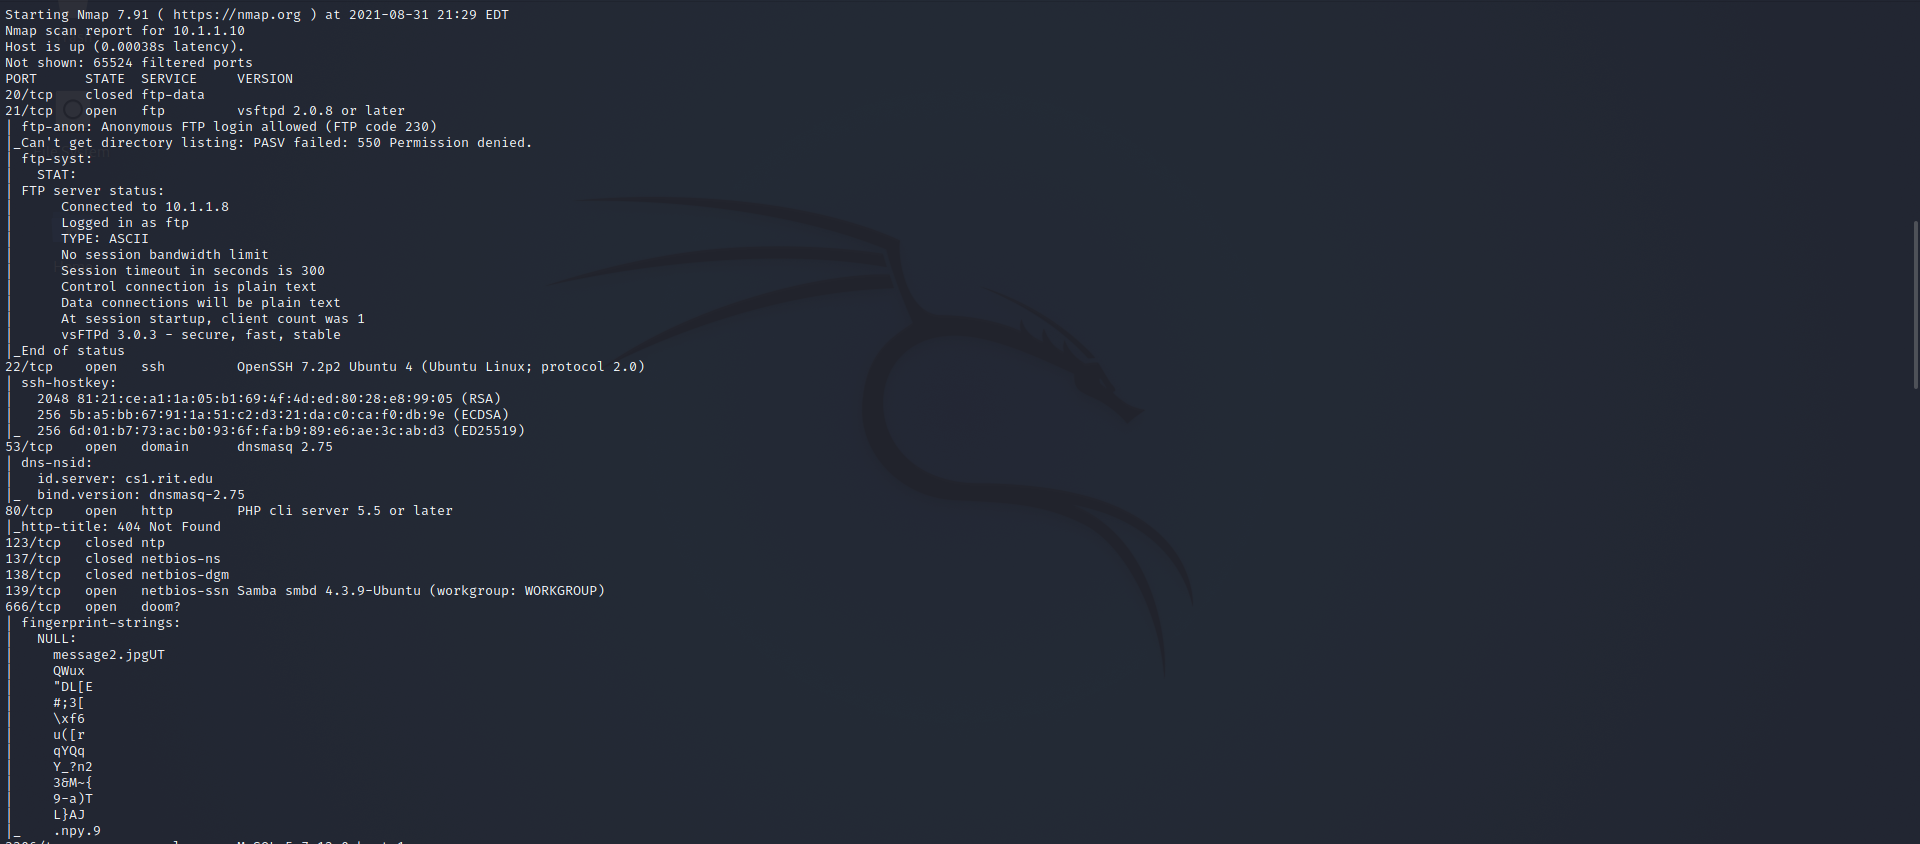 Starting Nmap 7.91 ( https://nmap.org ) at 2021-08-31 21:29 EDT
Nmap scan report for 10.1.1.10
Host is up (0.00038s latency).
Not shown: 65524 filtered ports
PORT      STATE  SERVICE     VERSION
20/tcp    closed ftp-data
21/tcp    open   ftp         vsftpd 2.0.8 or later
| ftp-anon: Anonymous FTP login allowed (FTP code 230)
|_Can't get directory listing: PASV failed: 550 Permission denied.
| ftp-syst:
|   STAT:
| FTP server status:
|      Connected to 10.1.1.8
|      Logged in as ftp
|      TYPE: ASCII
|      No session bandwidth limit
|      Session timeout in seconds is 300
|      Control connection is plain text
|      Data connections will be plain text
|      At session startup, client count was 1
|      vsFTPd 3.0.3 - secure, fast, stable
|_End of status
22/tcp    open   ssh         OpenSSH 7.2p2 Ubuntu 4 (Ubuntu Linux; protocol 2.0)
| ssh-hostkey:
|   2048 81:21:ce:a1:1a:05:b1:69:4f:4d:ed:80:28:e8:99:05 (RSA)
|   256 5b:a5:bb:67:91:1a:51:c2:d3:21:da:c0:ca:f0:db:9e (ECDSA)
|_  256 6d:01:b7:73:ac:b0:93:6f:fa:b9:89:e6:ae:3c:ab:d3 (ED25519)
53/tcp    open   domain      dnsmasq 2.75
| dns-nsid:
|   id.server: cs1.rit.edu
|_  bind.version: dnsmasq-2.75
80/tcp    open   http        PHP cli server 5.5 or later
|_http-title: 404 Not Found
123/tcp   closed ntp
137/tcp   closed netbios-ns
138/tcp   closed netbios-dgm
139/tcp   open   netbios-ssn Samba smbd 4.3.9-Ubuntu (workgroup: WORKGROUP)
666/tcp   open   doom?
| fingerprint-strings:
|   NULL:
|     message2.jpgUT
|     QWux
|     "DL[E
|     #;3[
|     \xf6
|     u([r
|     qYQq
|     Y_?n2
|     3&M~{
|     9-a)T
|     L}AJ
|_    .npy.9